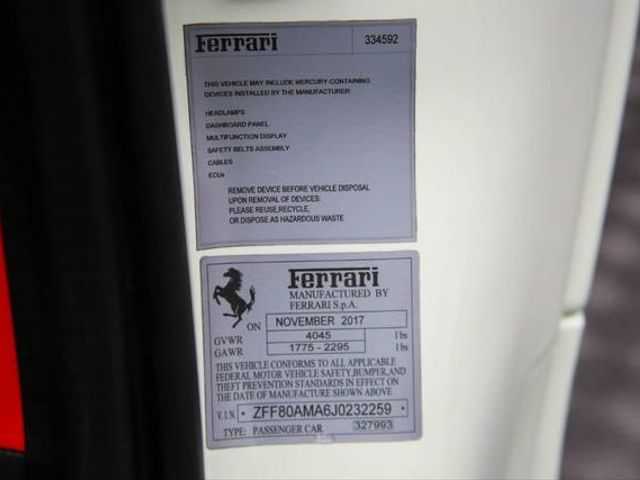 Ferrari 334592
THIS VEHICLE MAY INCLUDE MERCURY-CONTAINING
DEVICES INSTALLED BY THE MANUFACTURER
HEADLAMPS
DASHBOARD PANEL
MULTIFUNCTION DISPLAY
SAFETY BELTS ASSEMBLY
CABLES
ECUs
REMOVE DEVICE BEFORE VEHICLE DISPOSAL
UPON REMOVAL OF DEVICES:
PLEASE REUSE,RECYCLE,
OR DISPOSE AS HAZARDOUS WASTE
Ferrari
MANUFACTURED BY
FERRARI S.p.A.
ON NOVEMBER 2017
GVWR 4045 lbs
GAWR 1775 - 2295 lbs
THIS VEHICLE CONFORMS TO ALL APPLICABLE
FEDERAL MOTOR VEHICLE SAFETY,BUMPER,AND
THEFT PREVENTION STANDARDS IN EFFECT ON
THE DATE OF MANUFACTURE SHOWN ABOVE
V.I.N. • ZFF80AMA6J0232259 •
TYPE: PASSENGER CAR 327993